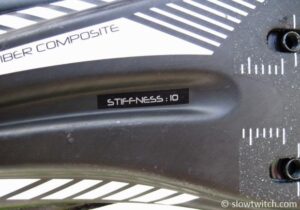 IBER COMPOSITE
STIFFNESS : 10
© slowtwitch.com